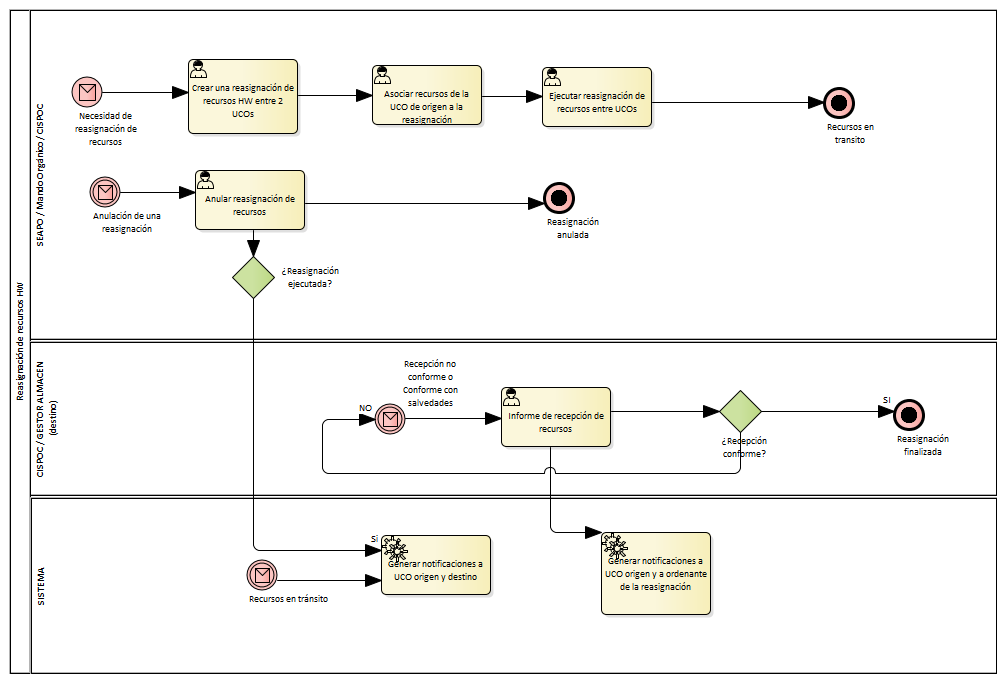 Reasignación de recursos HW
SEAPO / Mando Orgánico / CISPOC
Necesidad de
reasignación de
recursos
Crear una reasignación de
recursos HW entre 2
UCOs
Asociar recursos de la
UCO de origen a la
reasignación
Ejecutar reasignación de
recursos entre UCOs
Recursos en
transito
Anulación de una
reasignación
Anular reasignación de
recursos
Reasignación
anulada
¿Reasignación
ejecutada?
CISPOC / GESTOR ALMACEN
(destino)
Recepción no
conforme o
Conforme con
salvedades
NO
Informe de recepción de
recursos
¿Recepción
conforme?
SI
Reasignación
finalizada
SISTEMA
Recursos en tránsito
Si
Generar notificaciones a
UCO origen y destino
Generar notificaciones a
UCO origen y a ordenante
de la reasignación